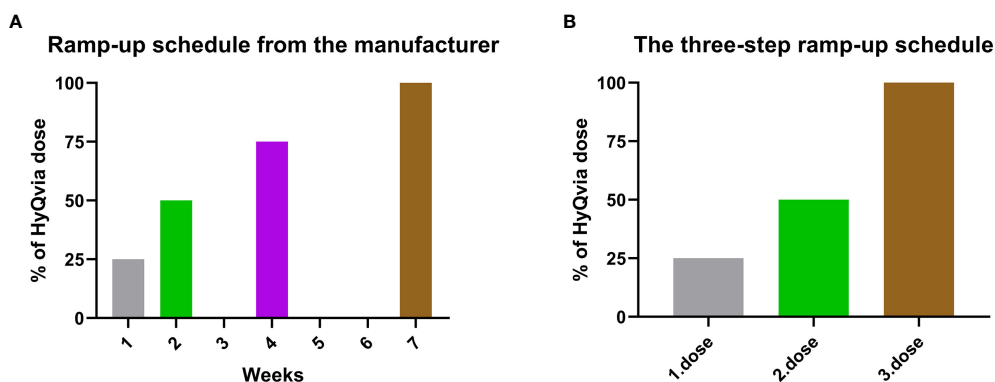 A
Ramp-up schedule from the manufacturer
% of HyQvia dose
100
75
50
25
0
1 2 3 4 5 6 7
Weeks
B
The three-step ramp-up schedule
% of HyQvia dose
100
75
50
25
0
1.dose 2.dose 3.dose